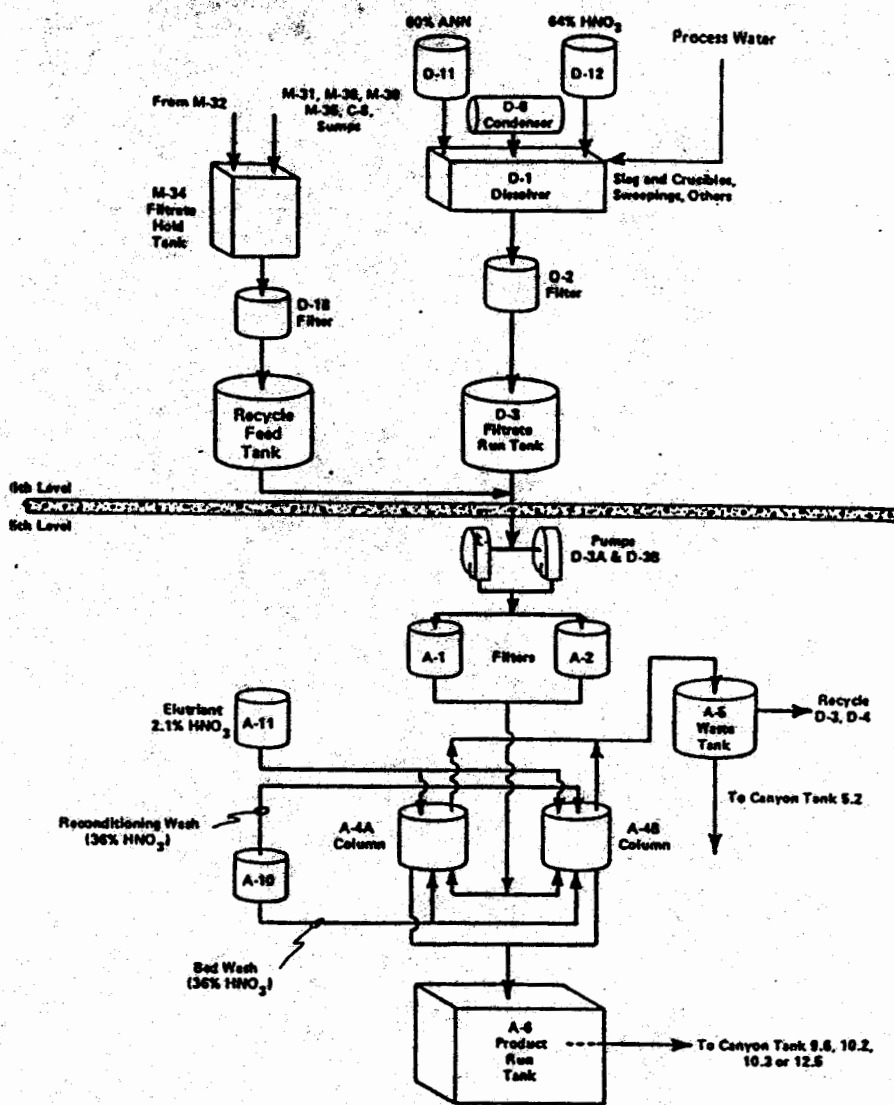 60% ANN
64% HNO3
Process Water
D-11
D-12
From M-32
M-31, M-38, M-39
M-35, C-8,
Sumps
D-6
Condenser
D-1
Dissolver
Slag and Crucibles,
Sweepings, Others
M-34
Filtrate
Hold
Tank
D-2
Filter
D-18
Filter
Recycle
Feed
Tank
D-3
Filtrate
Run Tank
6th Level
5th Level
Pumps
D-3A & D-3B
A-1
Filters
A-2
Elutriant
2.1% HNO3
A-11
A-5
Waste
Tank
Recycle
D-3, D-4
To Canyon Tank 5.2
Reconditioning Wash
(36% HNO3)
A-4A
Column
A-4B
Column
A-10
Bed Wash
(36% HNO3)
A-6
Product
Run
Tank
To Canyon Tank 9.6, 10.2,
10.3 or 12.5